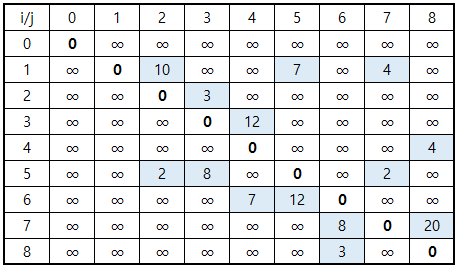 i/j 0 1 2 3 4 5 6 7 8
0 0 ∞ ∞ ∞ ∞ ∞ ∞ ∞ ∞
1 ∞ 0 10 ∞ ∞ 7 ∞ 4 ∞
2 ∞ ∞ 0 3 ∞ ∞ ∞ ∞ ∞
3 ∞ ∞ ∞ 0 12 ∞ ∞ ∞ ∞
4 ∞ ∞ ∞ ∞ 0 ∞ ∞ ∞ 4
5 ∞ ∞ 2 8 ∞ 0 ∞ 2 ∞
6 ∞ ∞ ∞ ∞ 7 12 0 ∞ ∞
7 ∞ ∞ ∞ ∞ ∞ ∞ 8 0 20
8 ∞ ∞ ∞ ∞ ∞ ∞ 3 ∞ 0